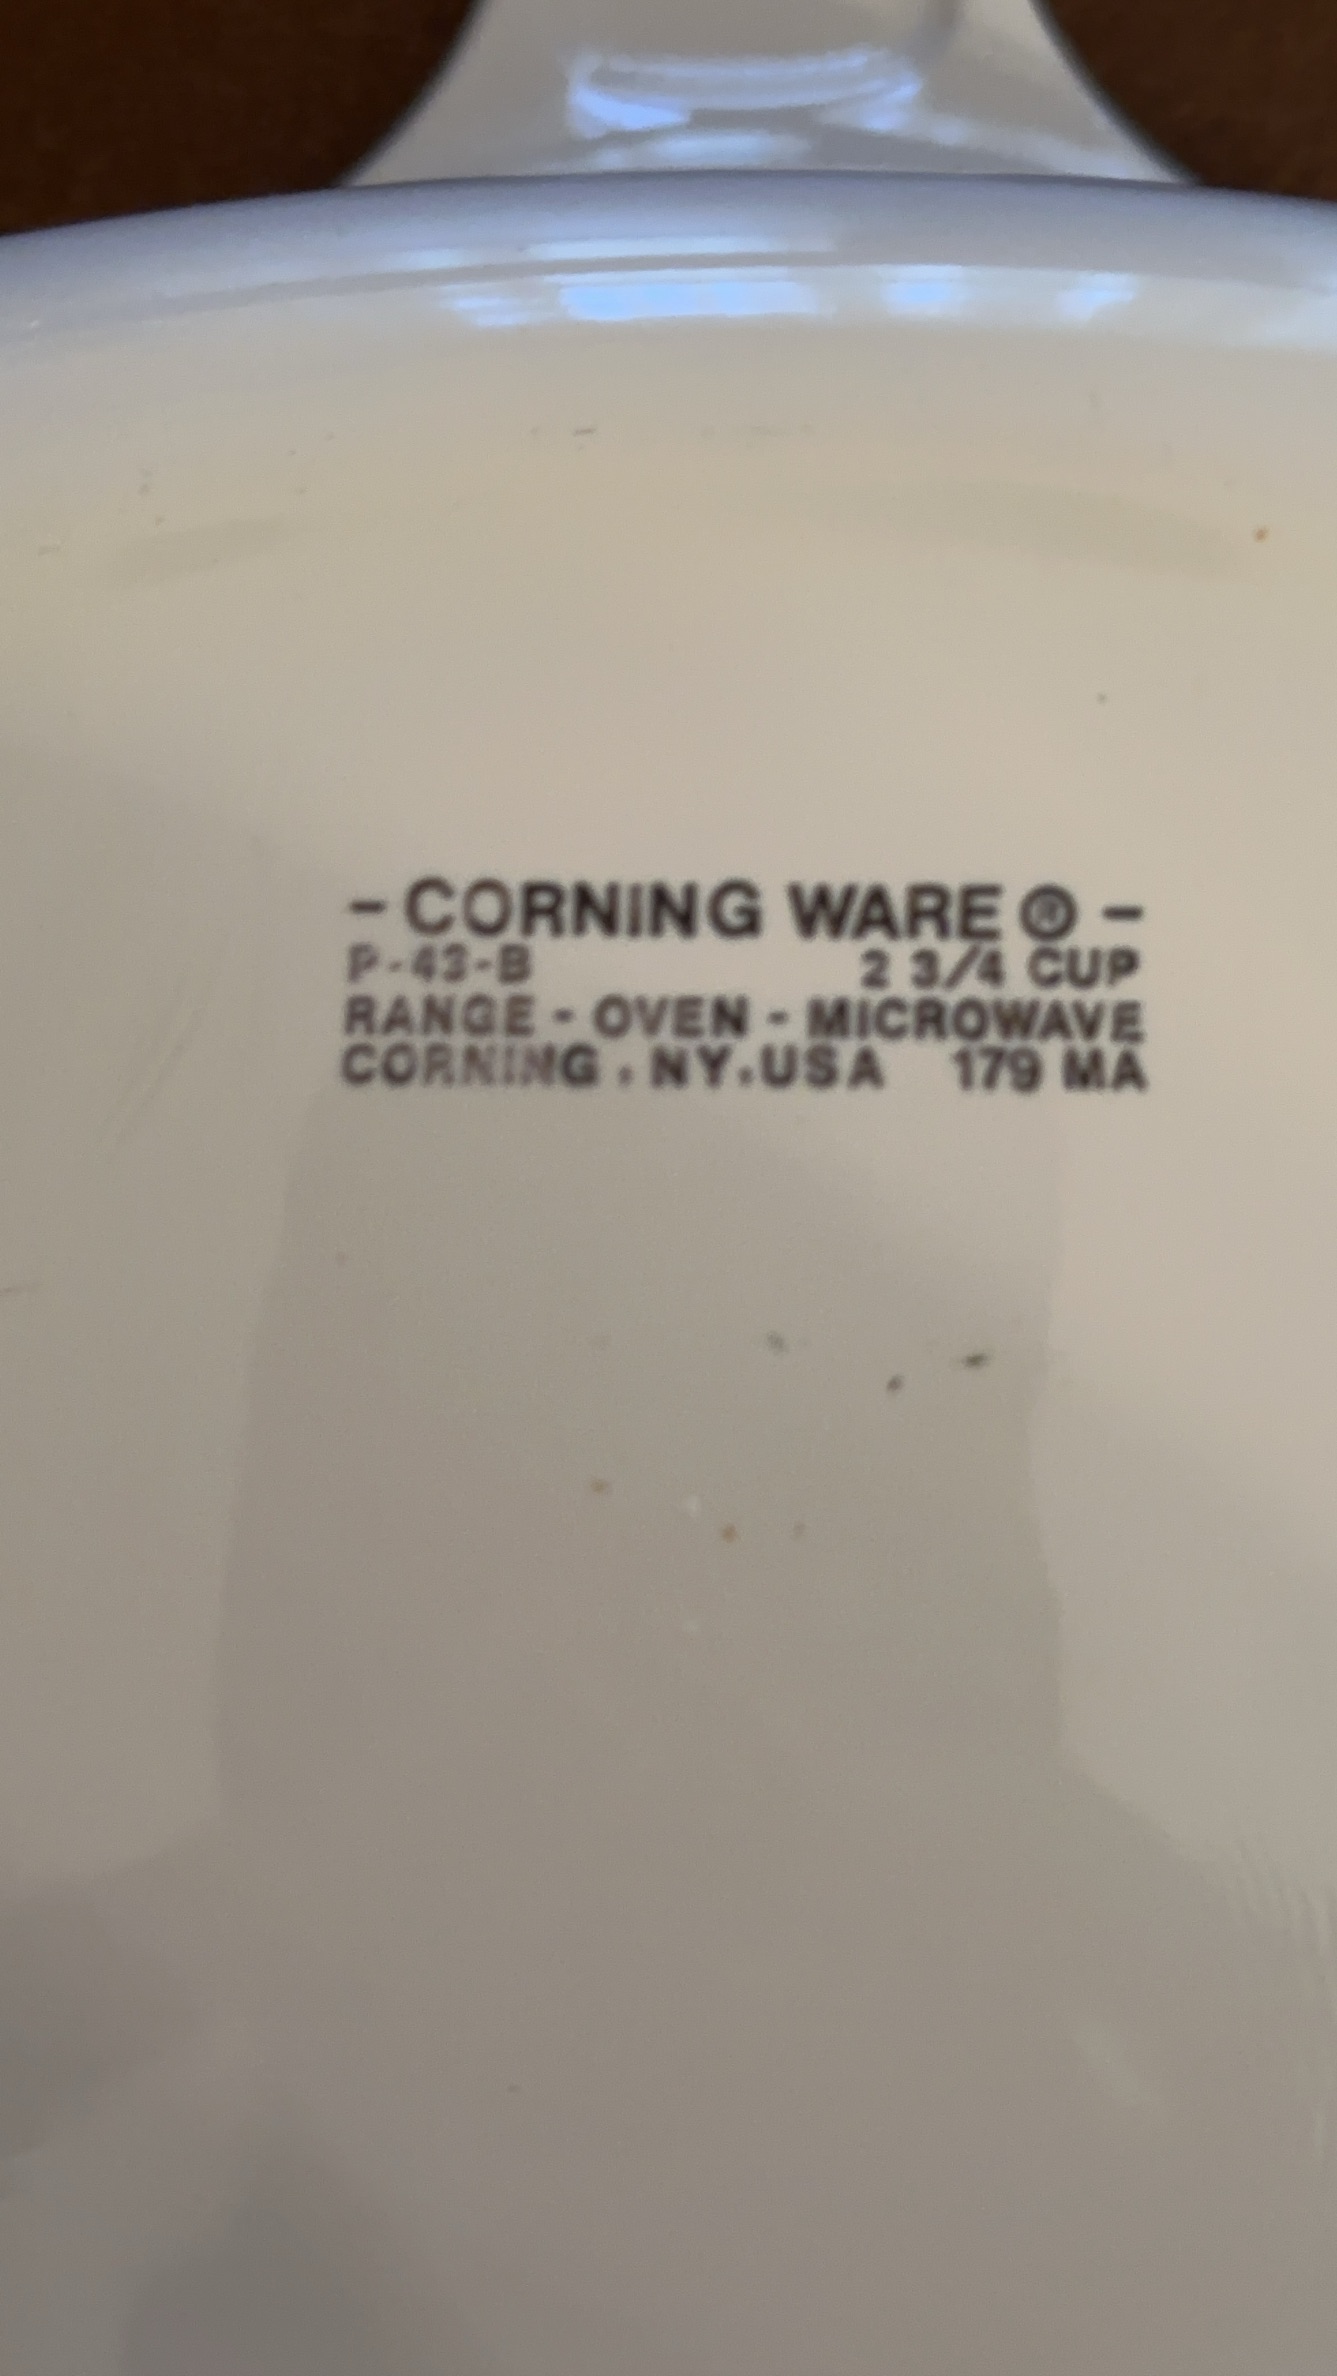 - CORNING WARE ® -
P-43-B 2 3/4 CUP
RANGE - OVEN - MICROWAVE
CORNING . NY. USA 179 MA